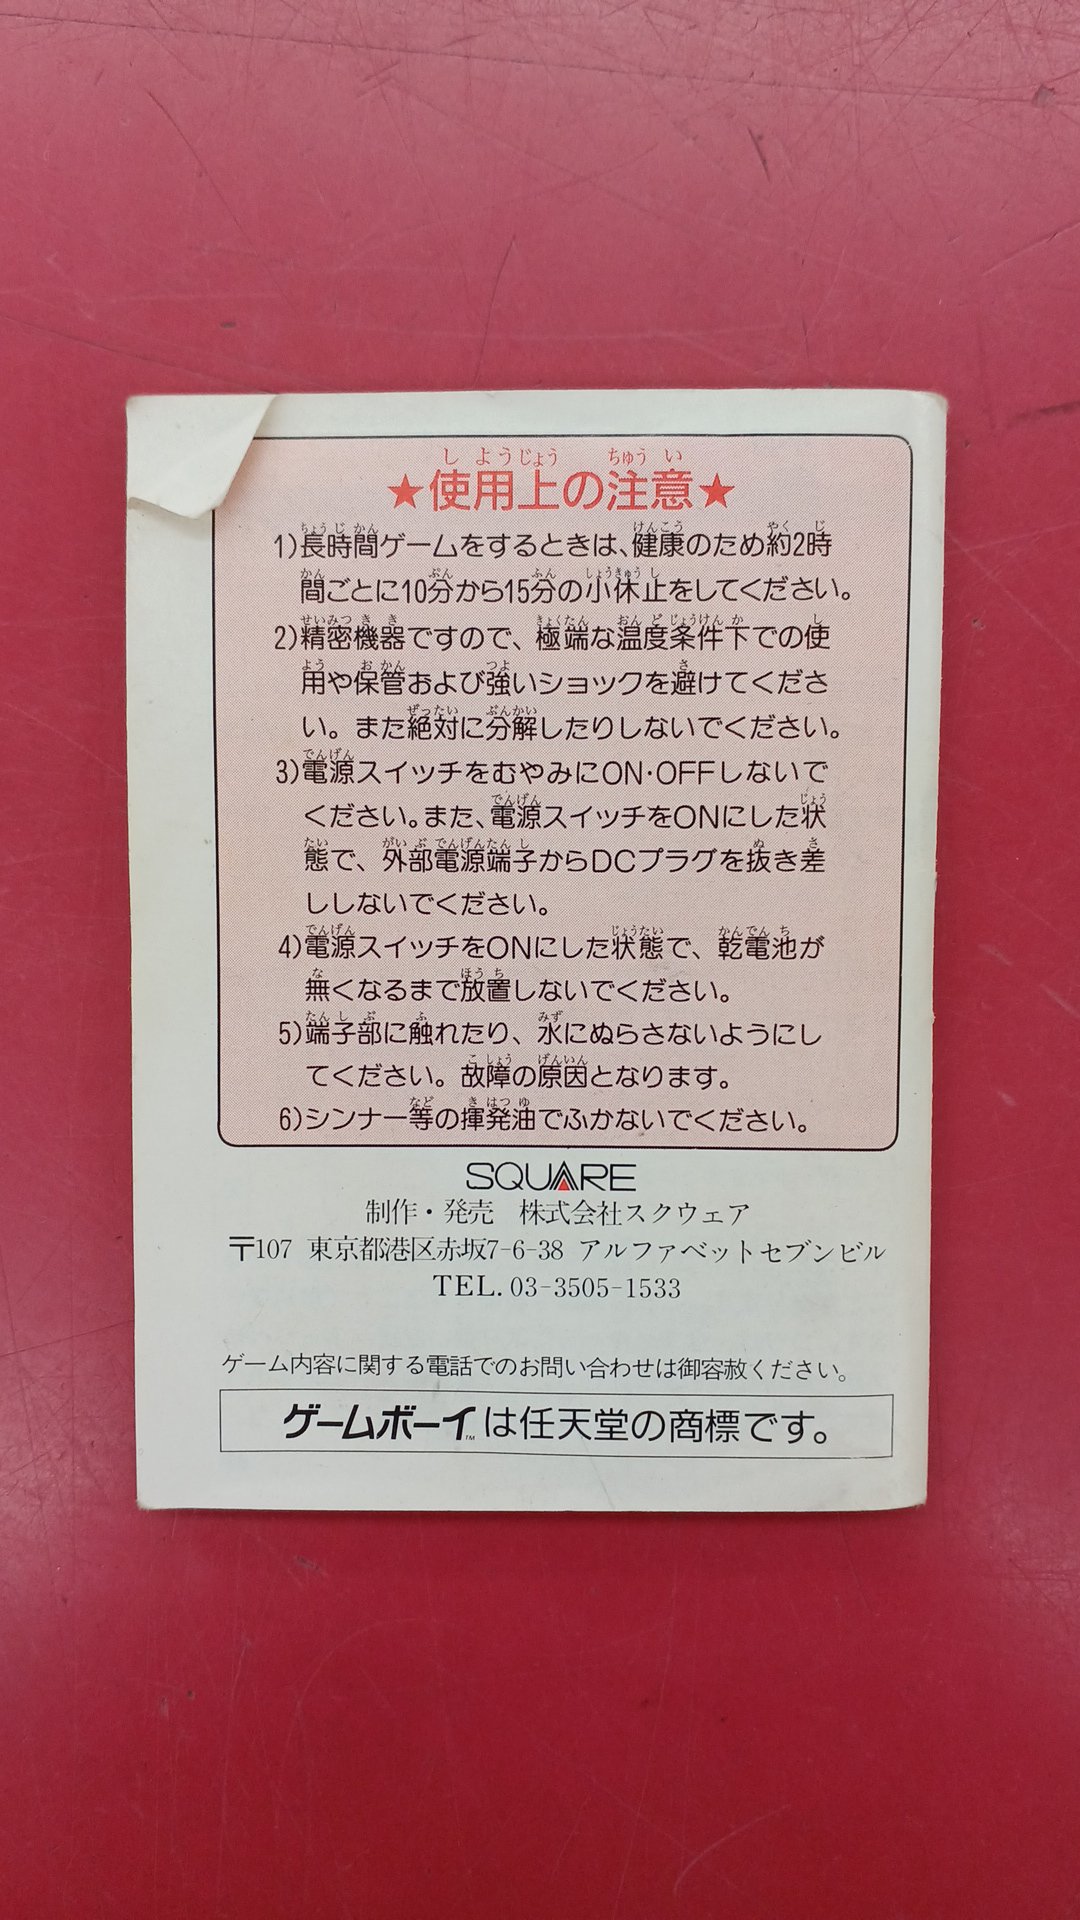 ★使用上の注意★
1)長時間ゲームをするときは、健康のため約2時
間ごとに10分から15分の小休止をしてください。
2)精密機器ですので、極端な温度条件下での使
用や保管および強いショックを避けてくださ
い。また絶対に分解したりしないでください。
3)電源スイッチをむやみにON・OFFしないで
ください。また、電源スイッチをONにした状
態で、外部電源端子からDCプラグを抜き差
ししないでください。
4)電源スイッチをONにした状態で、乾電池が
無くなるまで放置しないでください。
5)端子部に触れたり、水にぬらさないようにし
てください。故障の原因となります。
6)シンナー等の揮発油でふかないでください。
SQUARE
制作・発売 株式会社スクウェア
〒107 東京都港区赤坂7-6-38 アルファベットセブンビル
TEL. 03-3505-1533
ゲーム内容に関する電話でのお問い合わせは御容赦ください。
ゲームボーイ™は任天堂の商標です。